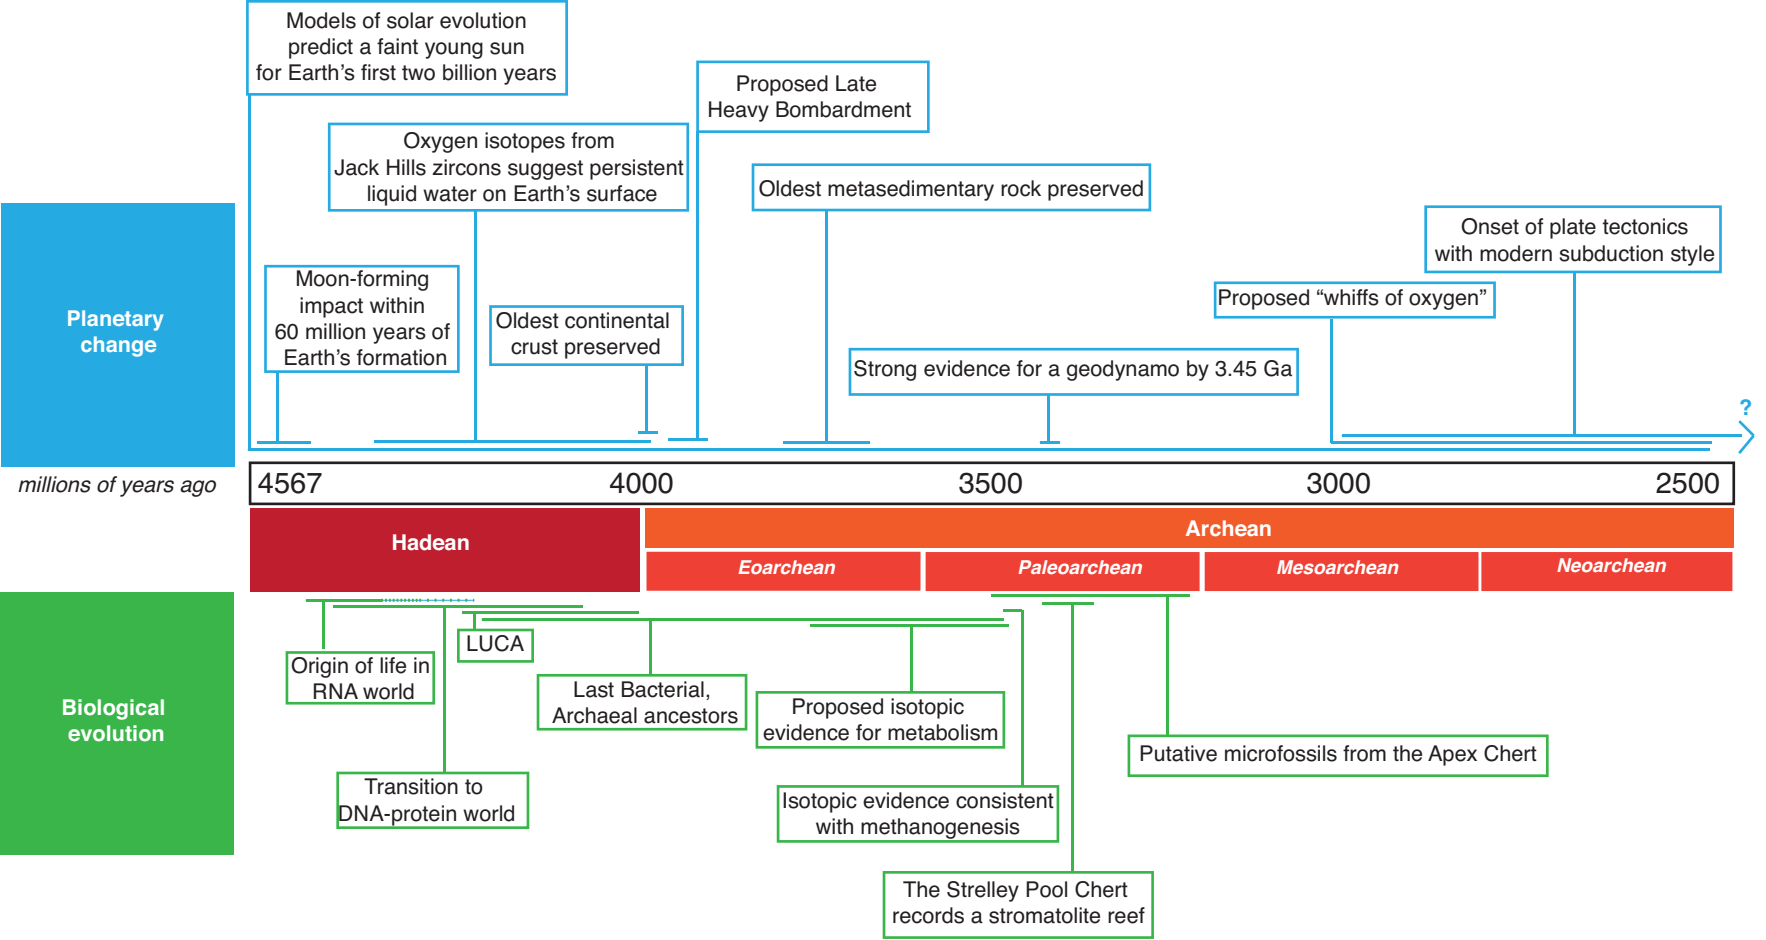 Models of solar evolution
predict a faint young sun
for Earth’s first two billion years
Proposed Late
Heavy Bombardment
Oxygen isotopes from
Jack Hills zircons suggest persistent
liquid water on Earth’s surface
Oldest metasedimentary rock preserved
Onset of plate tectonics
with modern subduction style
Moon-forming
impact within
60 million years of
Earth’s formation
Oldest continental
crust preserved
Proposed “whiffs of oxygen”
Strong evidence for a geodynamo by 3.45 Ga
Planetary
change
?
millions of years ago
4567 4000 3500 3000 2500
Hadean
Archean
Eoarchean Paleoarchean Mesoarchean Neoarchean
Biological
evolution
Origin of life in
RNA world
LUCA
Last Bacterial,
Archaeal ancestors
Proposed isotopic
evidence for metabolism
Putative microfossils from the Apex Chert
Transition to
DNA-protein world
Isotopic evidence consistent
with methanogenesis
The Strelley Pool Chert
records a stromatolite reef